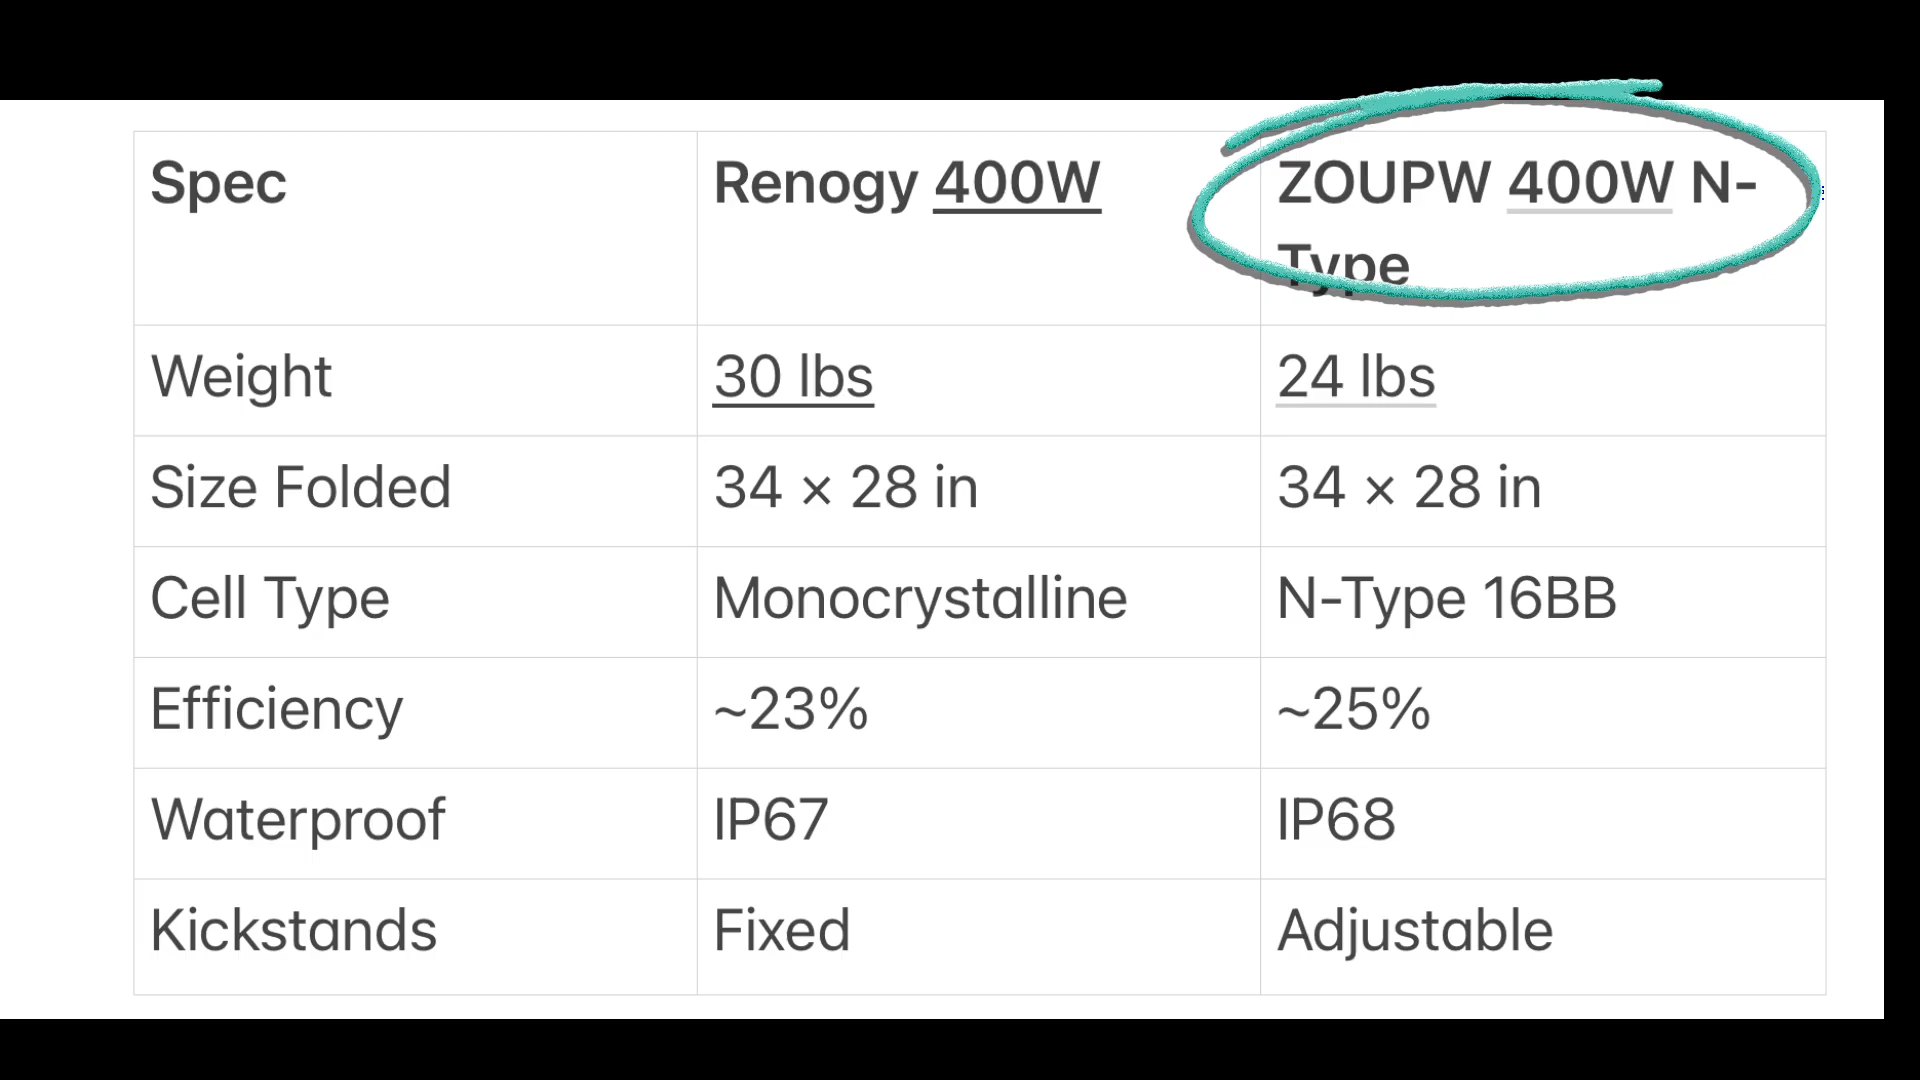 Spec Renogy 400W ZOUPW 400W N-
Type
Weight 30 lbs 24 lbs
Size Folded 34 × 28 in 34 × 28 in
Cell Type Monocrystalline N-Type 16BB
Efficiency ~23% ~25%
Waterproof IP67 IP68
Kickstands Fixed Adjustable